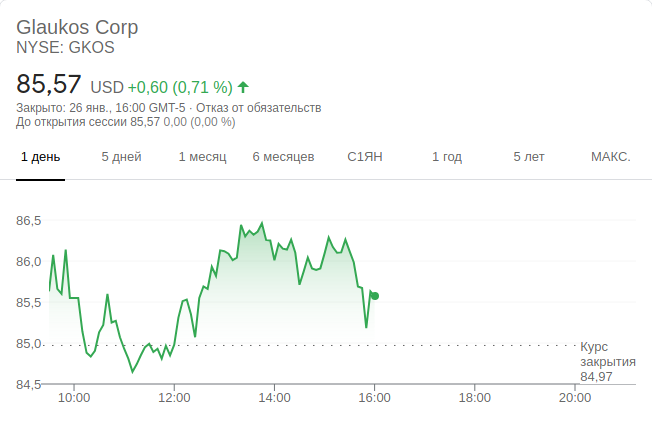 Glaukos Corp
NYSE: GKOS
85,57 USD +0,60 (0,71 %)
Закрыто: 26 янв., 16:00 GMT-5 · Отказ от обязательств
До открытия сессии 85,57 0,00 (0,00 %)
1 день 5 дней 1 месяц 6 месяцев С1ЯН 1 год 5 лет МАКС.
86,5
86,0
85,5
85,0
84,5
Курс
закрытия
84,97
10:00 12:00 14:00 16:00 18:00 20:00